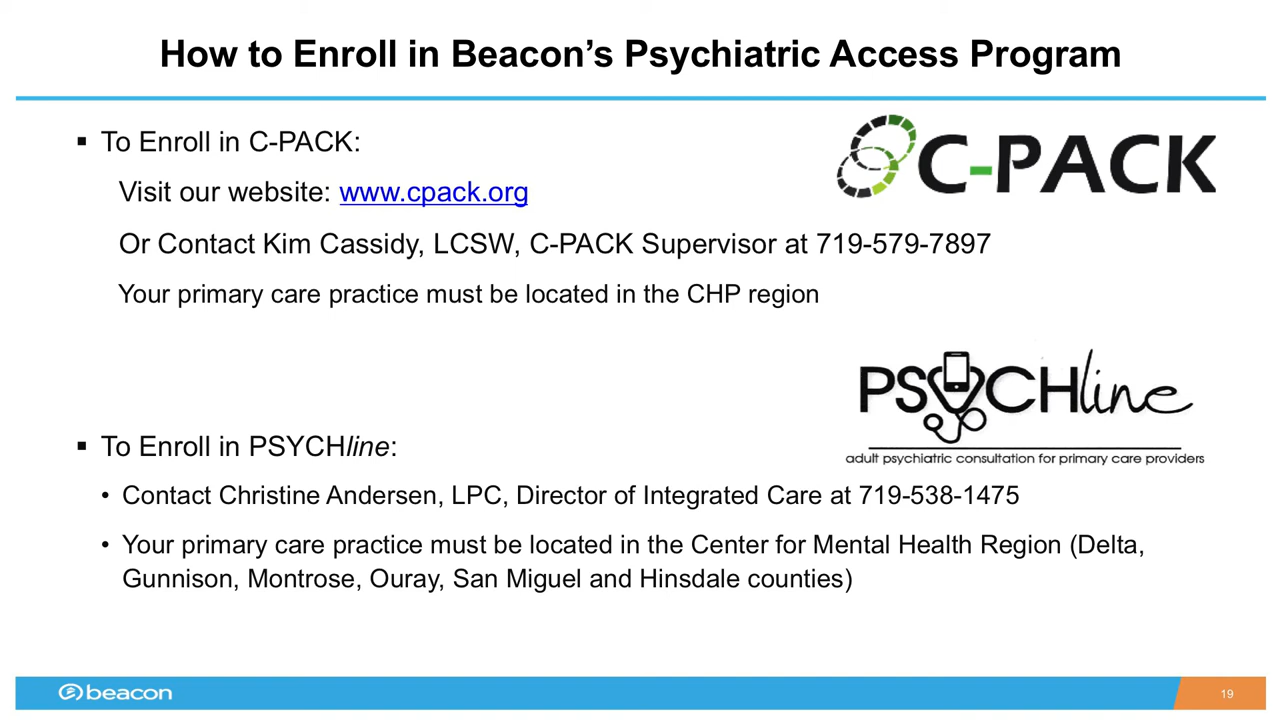 How to Enroll in Beacon’s Psychiatric Access Program
▪ To Enroll in C-PACK:
C-PACK
Visit our website: www.cpack.org
Or Contact Kim Cassidy, LCSW, C-PACK Supervisor at 719-579-7897
Your primary care practice must be located in the CHP region
PSYCHline
adult psychiatric consultation for primary care providers
▪ To Enroll in PSYCHline:
• Contact Christine Andersen, LPC, Director of Integrated Care at 719-538-1475
• Your primary care practice must be located in the Center for Mental Health Region (Delta,
Gunnison, Montrose, Ouray, San Miguel and Hinsdale counties)
beacon
19